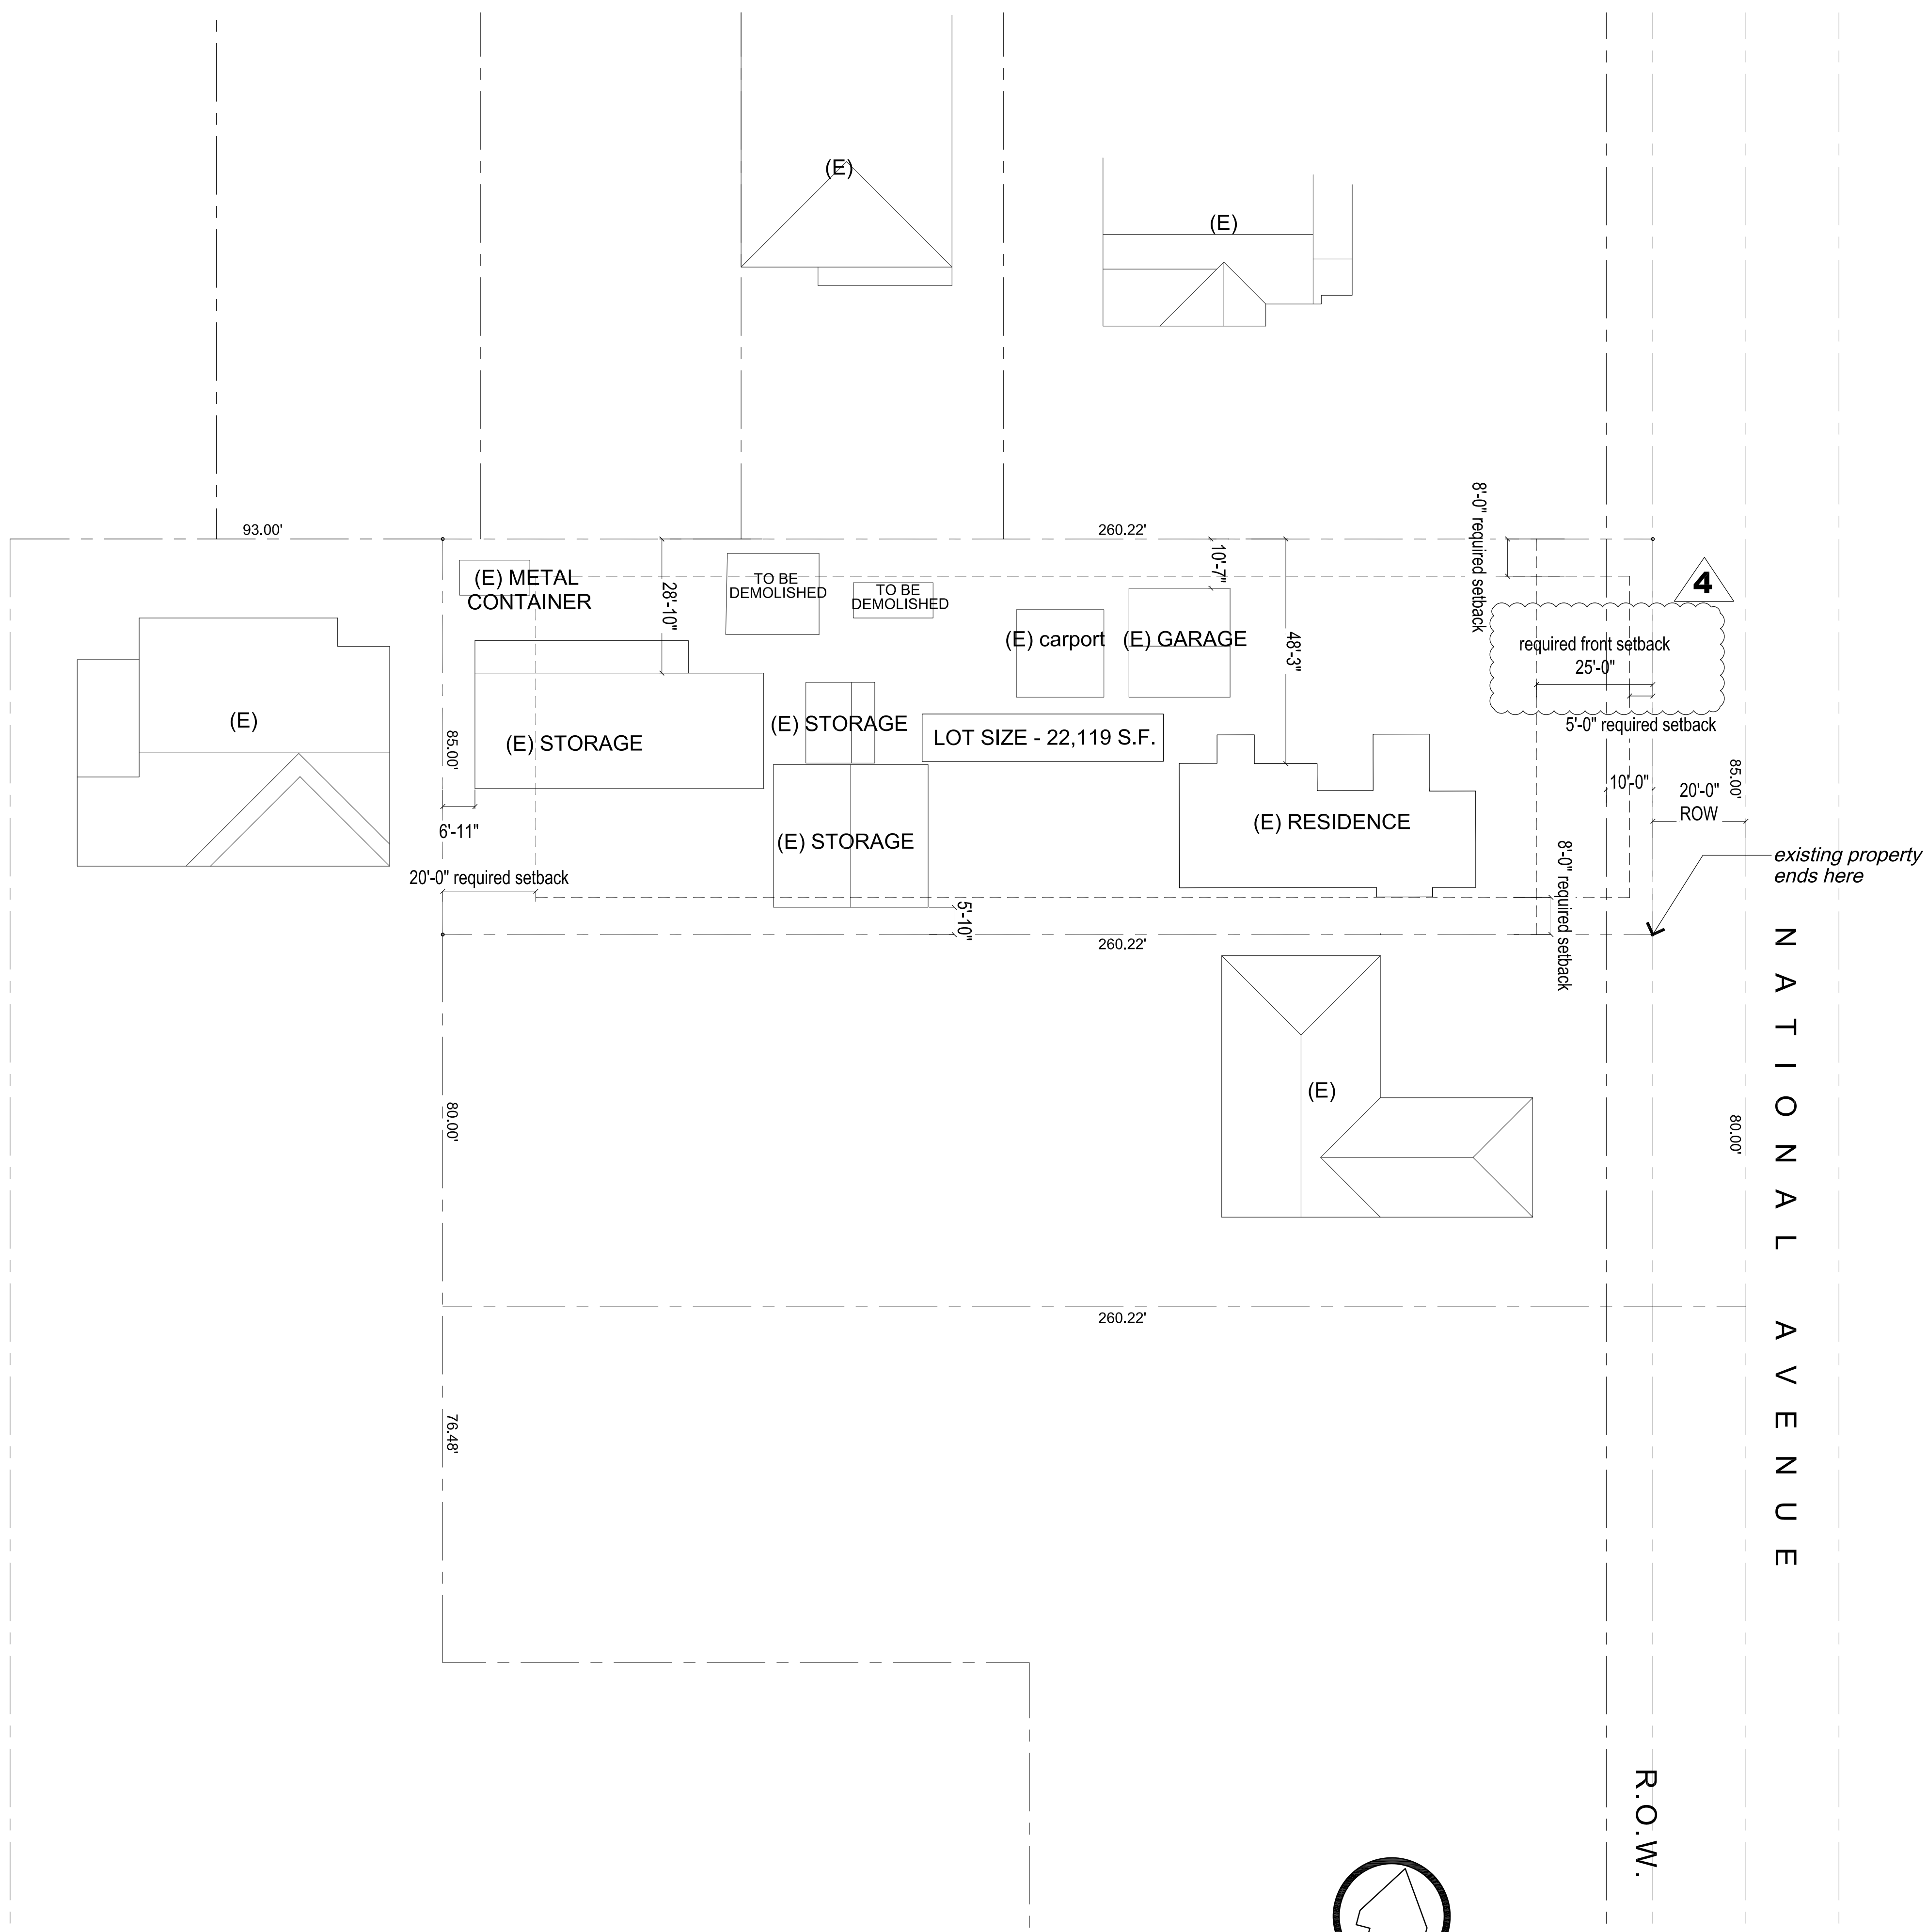 (E)
(E)
93.00'
260.22'
8'-0" required setback
10'-7"
4
(E) METAL
CONTAINER
28'-10"
TO BE
DEMOLISHED
TO BE
DEMOLISHED
(E) carport
(E) GARAGE
48'-3"
required front setback
25'-0"
5'-0" required setback
(E)
85.00'
(E) STORAGE
(E) STORAGE
LOT SIZE - 22,119 S.F.
10'-0"
85.00'
20'-0"
ROW
6'-11"
(E) STORAGE
(E) RESIDENCE
existing property
ends here
20'-0" required setback
5'-10"
8'-0" required setback
260.22'
NATIONAL AVENUE
(E)
80.00'
80.00'
260.22'
76.48'
R.O.W.